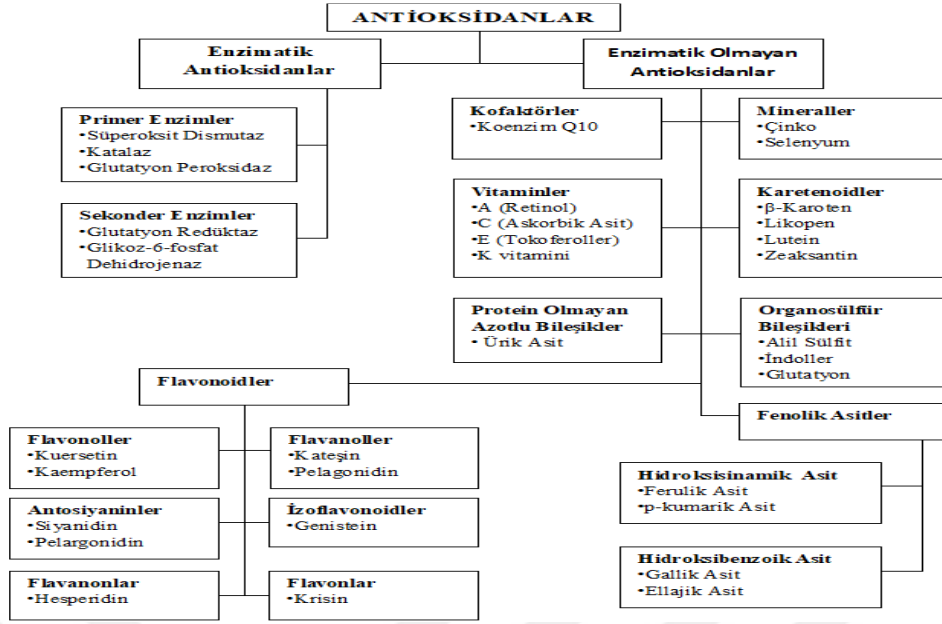 ANTİOKSİDANLAR
Enzimatik
Antioksidanlar
Primer Enzimler
•Süperoksit Dismutaz
•Katalaz
•Glutatyon Peroksidaz
Sekonder Enzimler
•Glutatyon Redüktaz
•Glikoz-6-fosfat
Dehidrojenaz
Enzimatik Olmayan
Antioksidanlar
Kofaktörler
•Koenzim Q10
Mineraller
•Çinko
•Selenyum
Vitaminler
•A (Retinol)
•C (Askorbik Asit)
•E (Tokoferoller)
•K vitamini
Karetenoidler
•β-Karoten
•Likopen
•Lutein
•Zeaksantin
Protein Olmayan
Azotlu Bileşikler
• Ürik Asit
Organosülfür
Bileşikleri
•Alil Sülfit
•İndoller
•Glutatyon
Flavonoidler
Flavonoller
•Kuersetin
•Kaempferol
Flavanoller
•Kateşin
•Pelagonidin
Antosiyaninler
•Siyanidin
•Pelargonidin
İzoflavonoidler
•Genistein
Flavanonlar
•Hesperidin
Flavonlar
•Krisin
Fenolik Asitler
Hidroksisinamik Asit
•Ferulik Asit
•p-kumarik Asit
Hidroksibenzoik Asit
•Gallik Asit
•Ellajik Asit